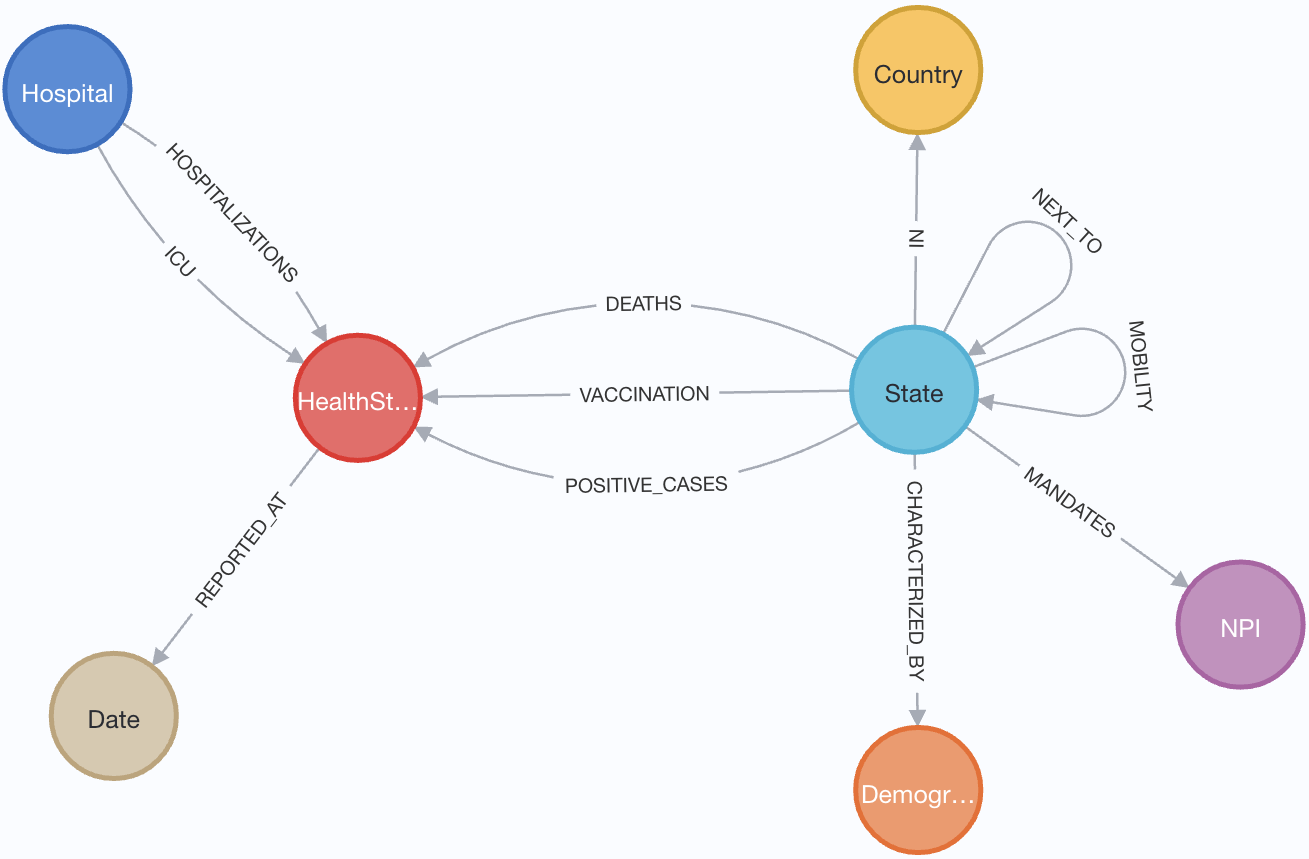 Hospital
Country
HOSPITALIZATIONS
ICU
IN
NEXT_TO
DEATHS
MOBILITY
HealthSt...
VACCINATION
State
POSITIVE_CASES
MANDATES
REPORTED_AT
CHARACTERIZED_BY
NPI
Date
Demogr...